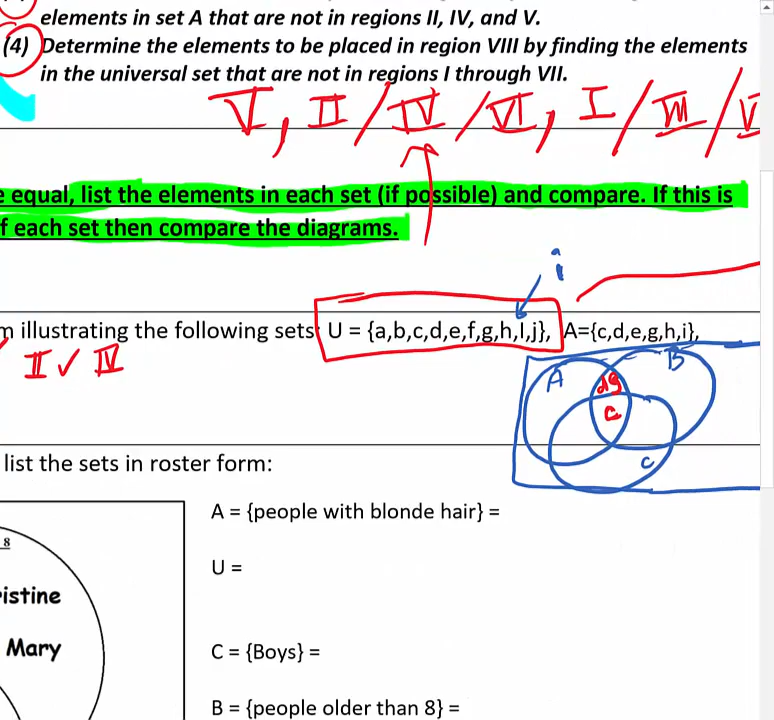 elements in set A that are not in regions II, IV, and V.
(4) Determine the elements to be placed in region VIII by finding the elements
in the universal set that are not in regions I through VII.
V, II / IV / VI, I / III /
equal, list the elements in each set (if possible) and compare. If this is
f each set then compare the diagrams.
i
illustrating the following sets: U = {a,b,c,d,e,f,g,h,I,j}, A={c,d,e,g,h,i},
II ✓ IV
A B
dg
c
C
list the sets in roster form:
A = {people with blonde hair} =
8
U =
istine
Mary
C = {Boys} =
B = {people older than 8} =